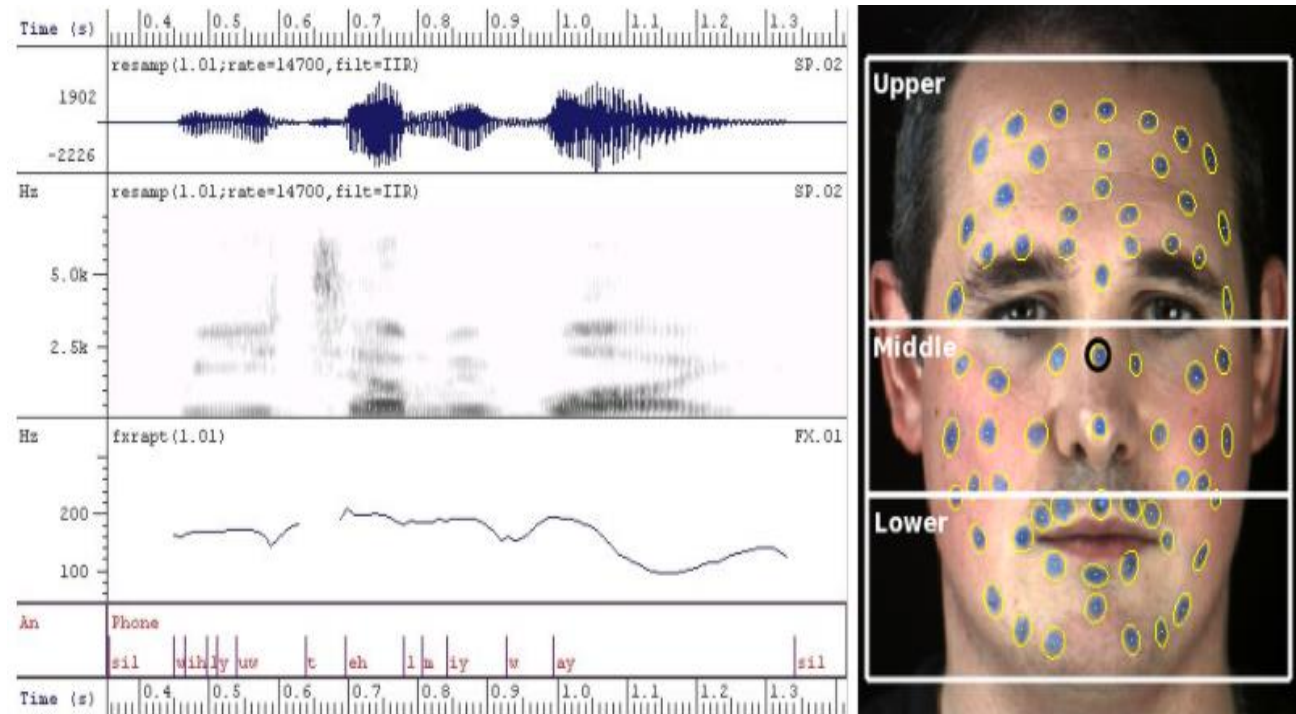 Time (s) 0.4 0.5 0.6 0.7 0.8 0.9 1.0 1.1 1.2 1.3
resamp(1.01;rate=14700,filt=IIR) SP.02
1902
-2226
Hz resamp(1.01;rate=14700,filt=IIR) SP.02
5.0k
2.5k
Hz fxrapt(1.01) FX.01
200
100
An Phone
sil w ih ly uw t eh l m iy w ay sil
Time (s) 0.4 0.5 0.6 0.7 0.8 0.9 1.0 1.1 1.2 1.3
Upper
Middle
Lower